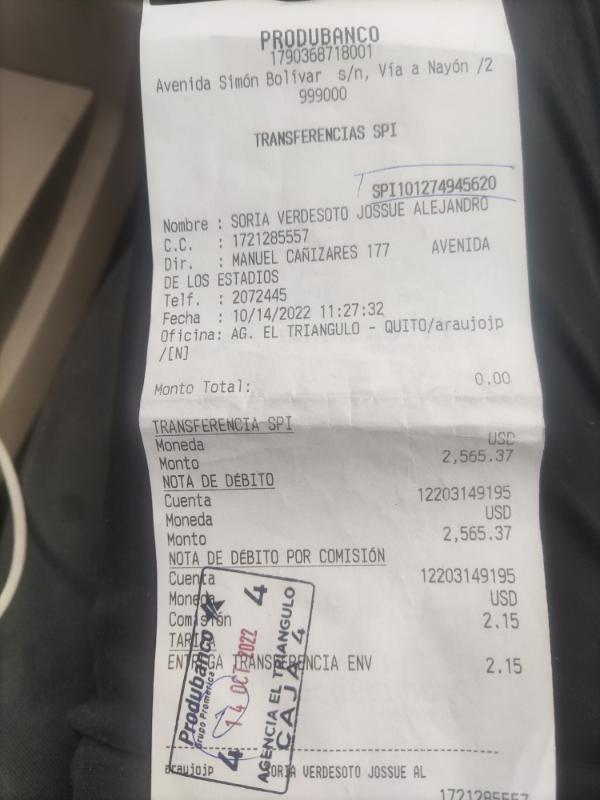 PRODUBANCO
1790368718001
Avenida Simón Bolívar s/n, Vía a Nayón /2
999000
TRANSFERENCIAS SPI
SPI101274945620
Nombre : SORIA VERDESOTO JOSSUE ALEJANDRO
C.C. : 1721285557
Dir. : MANUEL CAÑIZARES 177 AVENIDA
DE LOS ESTADIOS
Telf. : 2072445
Fecha : 10/14/2022 11:27:32
Oficina: AG. EL TRIANGULO - QUITO/araujojp
/[N]
Monto Total: 0.00
TRANSFERENCIA SPI
Moneda USD
Monto 2,565.37
NOTA DE DÉBITO
Cuenta 12203149195
Moneda USD
Monto 2,565.37
NOTA DE DÉBITO POR COMISIÓN
Cuenta 12203149195
Moneda USD
Comisión 2.15
TARIFA
ENTREGA TRANSFERENCIA ENV 2.15
Produbanco
Grupo Promerica
4 14 OCT 2022 4
AGENCIA EL TRIANGULO
CAJA 4
araujojp SORIA VERDESOTO JOSSUE AL
1721285557